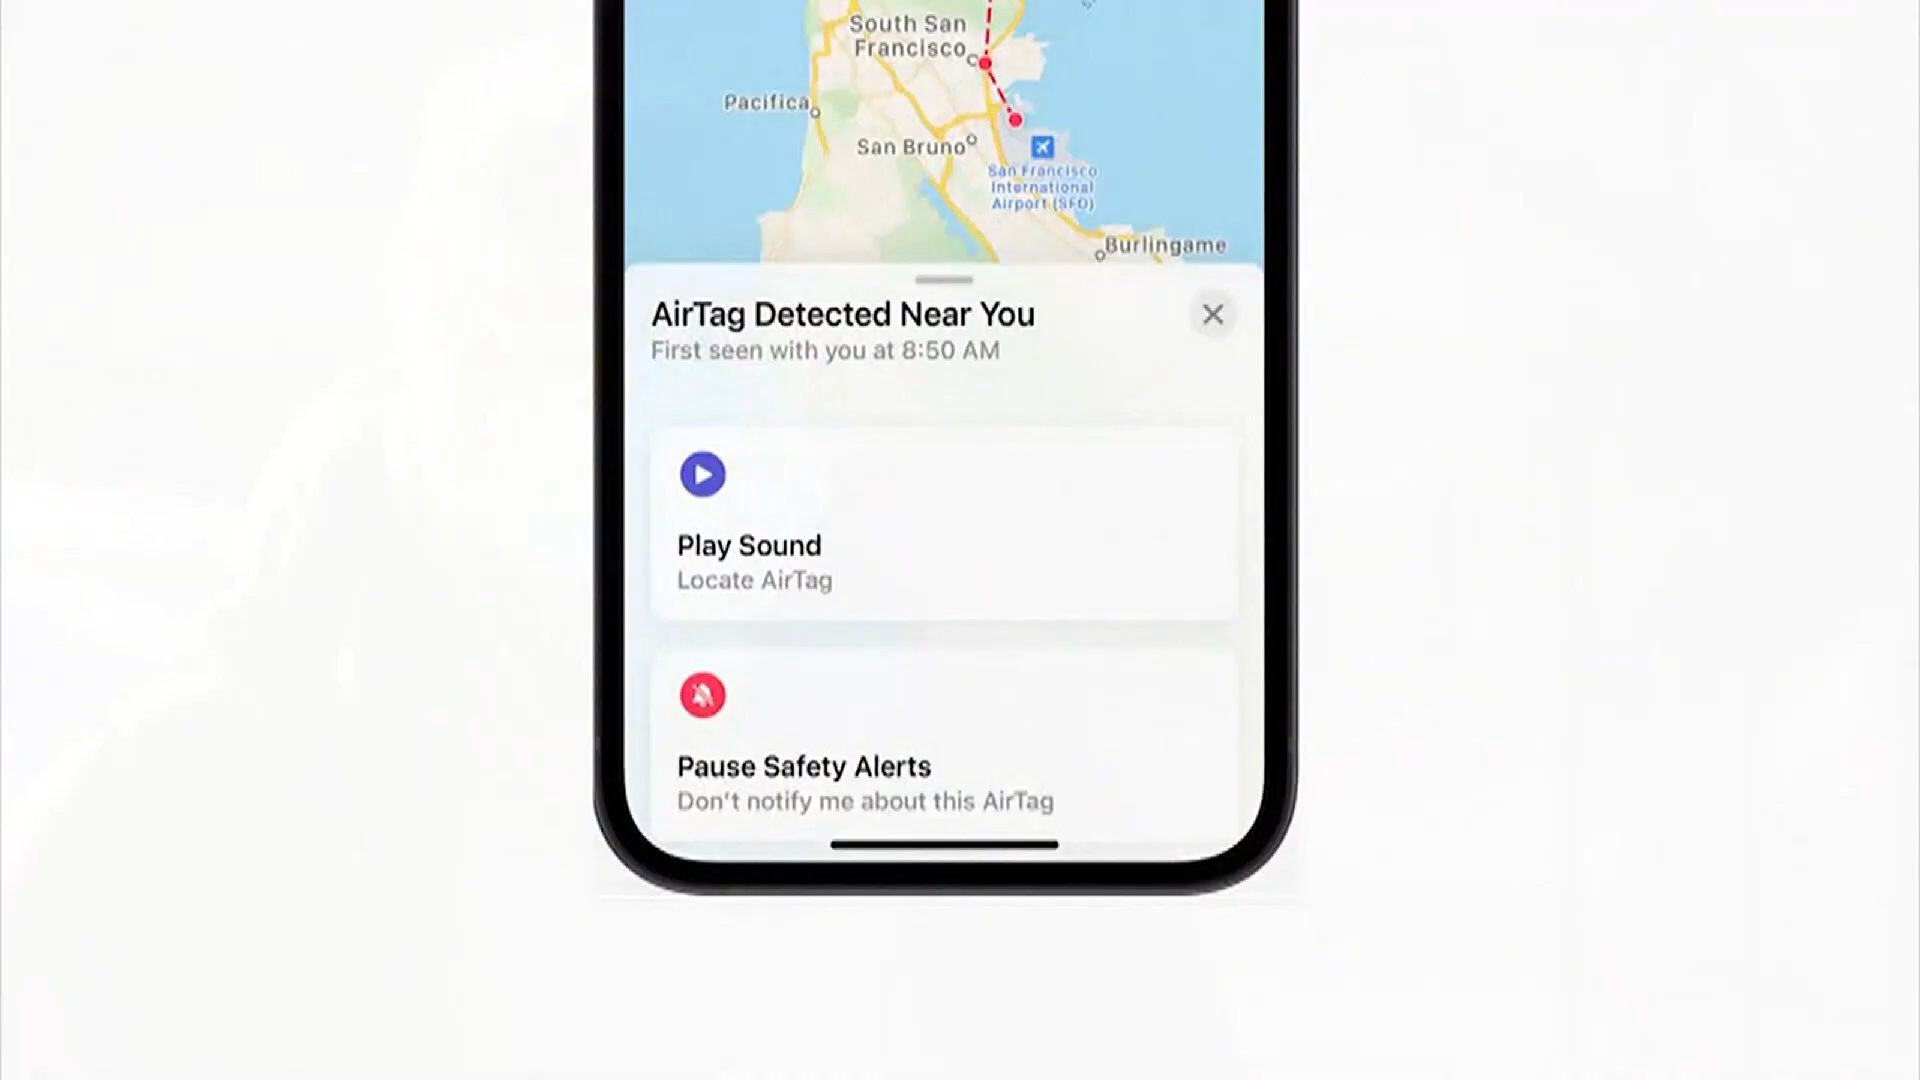 South San
Francisco
Pacifica
San Bruno
San Francisco
International
Airport (SFO)
Burlingame
AirTag Detected Near You
First seen with you at 8:50 AM
Play Sound
Locate AirTag
Pause Safety Alerts
Don't notify me about this AirTag